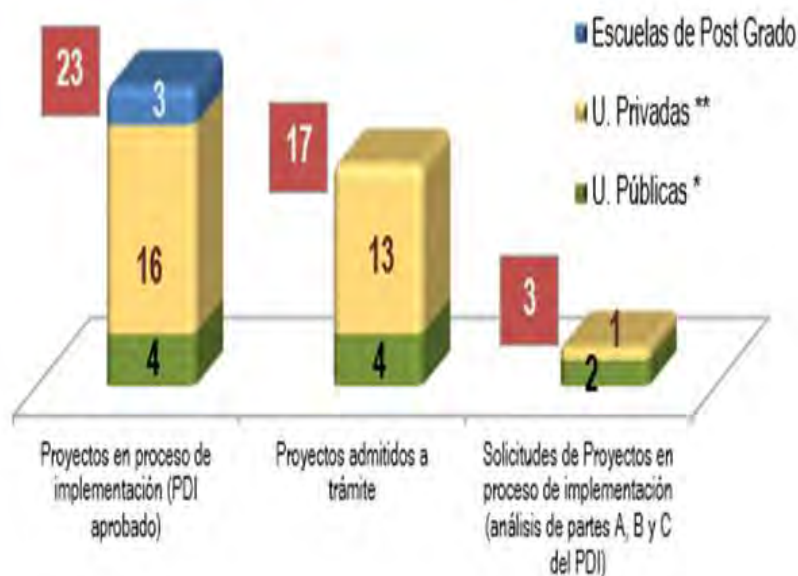 Escuelas de Post Grado
U. Privadas **
U. Públicas *
23
3
16
4
17
13
4
3
1
2
Proyectos en proceso de
implementación (PDI
aprobado)
Proyectos admitidos a
trámite
Solicitudes de Proyectos en
proceso de implementación
(análisis de partes A, B y C
del PDI)